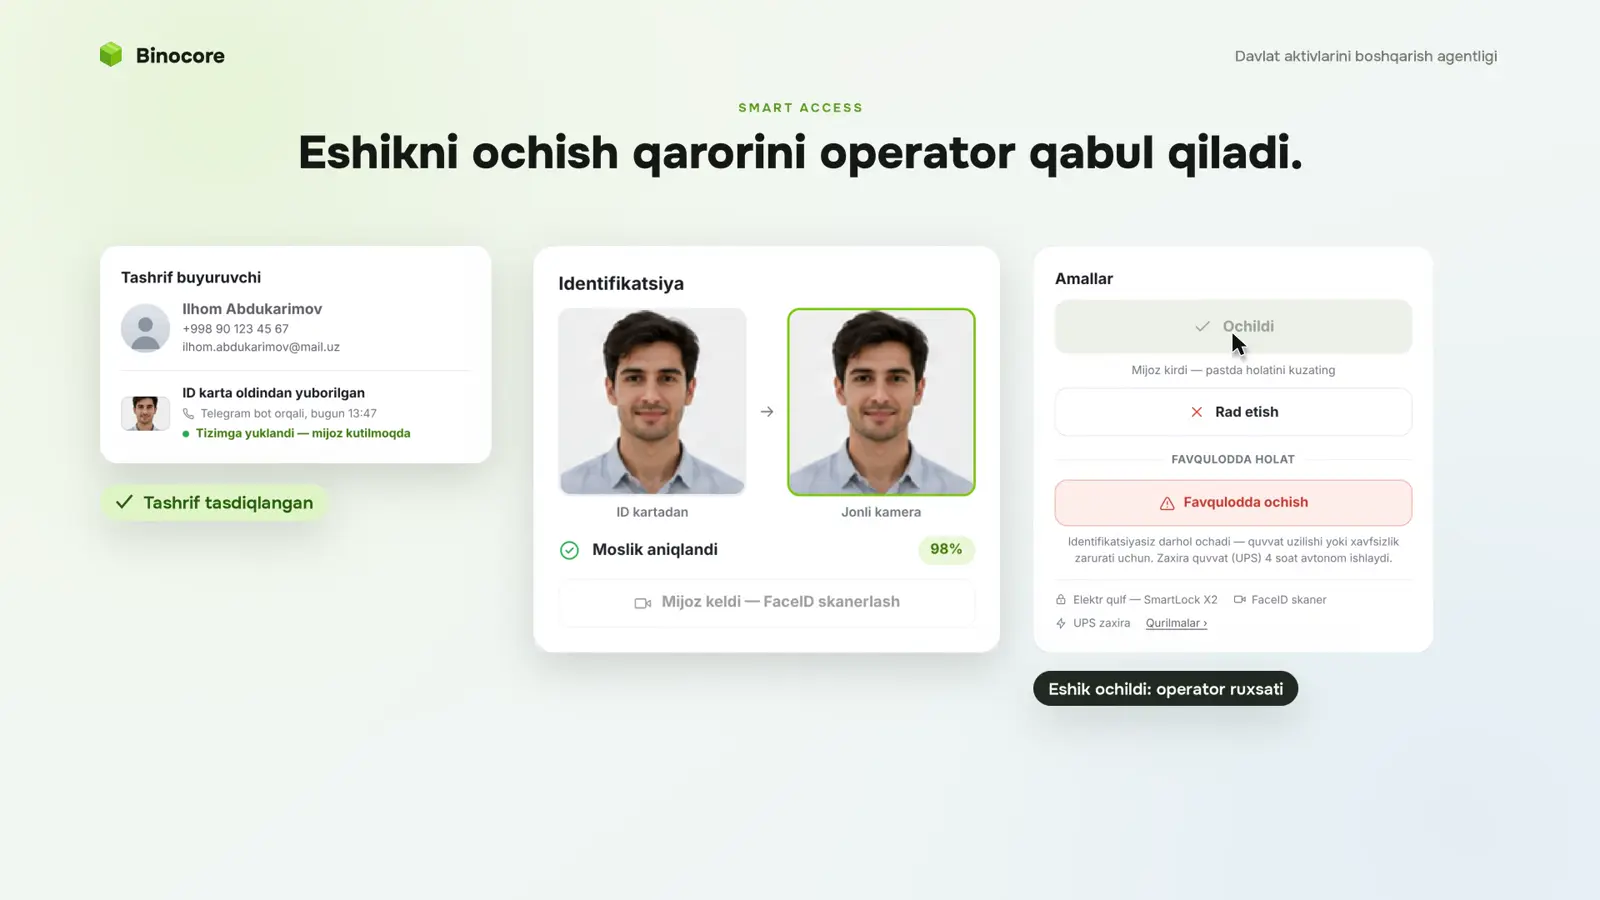 Binocore
Davlat aktivlarini boshqarish agentligi
SMART ACCESS
Eshikni ochish qarorini operator qabul qiladi.
Tashrif buyuruvchi
Ilhom Abdukarimov
+998 90 123 45 67
ilhom.abdukarimov@mail.uz
ID karta oldindan yuborilgan
Telegram bot orqali, bugun 13:47
Tizimga yuklandi — mijoz kutilmoqda
Tashrif tasdiqlangan
Identifikatsiya
ID kartadan
Jonli kamera
Moslik aniqlandi
98%
Mijoz keldi — FaceID skanerlash
Amallar
Ochildi
Mijoz kirdi — pastda holatini kuzating
Rad etish
FAVQULODDA HOLAT
Favqulodda ochish
Identifikatsiyasiz darhol ochadi — quvvat uzilishi yoki xavfsizlik
zarurati uchun. Zaxira quvvat (UPS) 4 soat avtonom ishlaydi.
Elektr qulf — SmartLock X2
FaceID skaner
UPS zaxira
Qurilmalar ›
Eshik ochildi: operator ruxsati